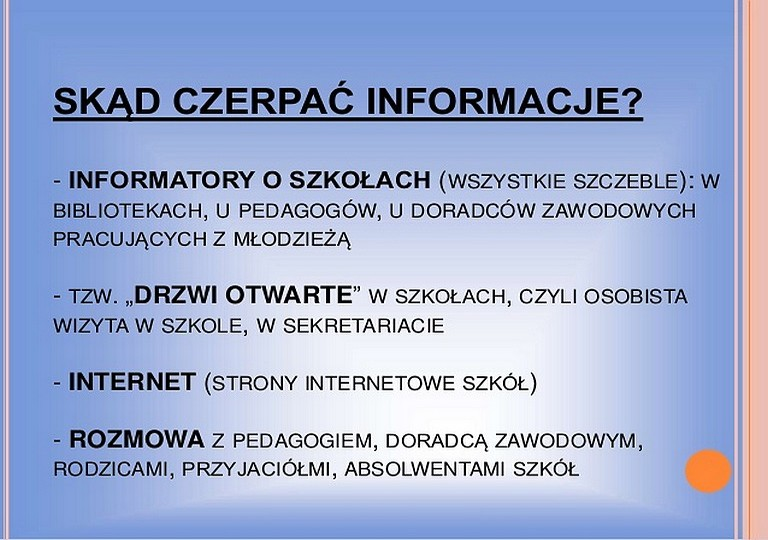 SKĄD CZERPAĆ INFORMACJE?
- INFORMATORY O SZKOŁACH (WSZYSTKIE SZCZEBLE): W
BIBLIOTEKACH, U PEDAGOGÓW, U DORADCÓW ZAWODOWYCH
PRACUJĄCYCH Z MŁODZIEŻĄ
- TZW. „DRZWI OTWARTE” W SZKOŁACH, CZYLI OSOBISTA
WIZYTA W SZKOLE, W SEKRETARIACIE
- INTERNET (STRONY INTERNETOWE SZKÓŁ)
- ROZMOWA Z PEDAGOGIEM, DORADCĄ ZAWODOWYM,
RODZICAMI, PRZYJACIÓŁMI, ABSOLWENTAMI SZKÓŁ